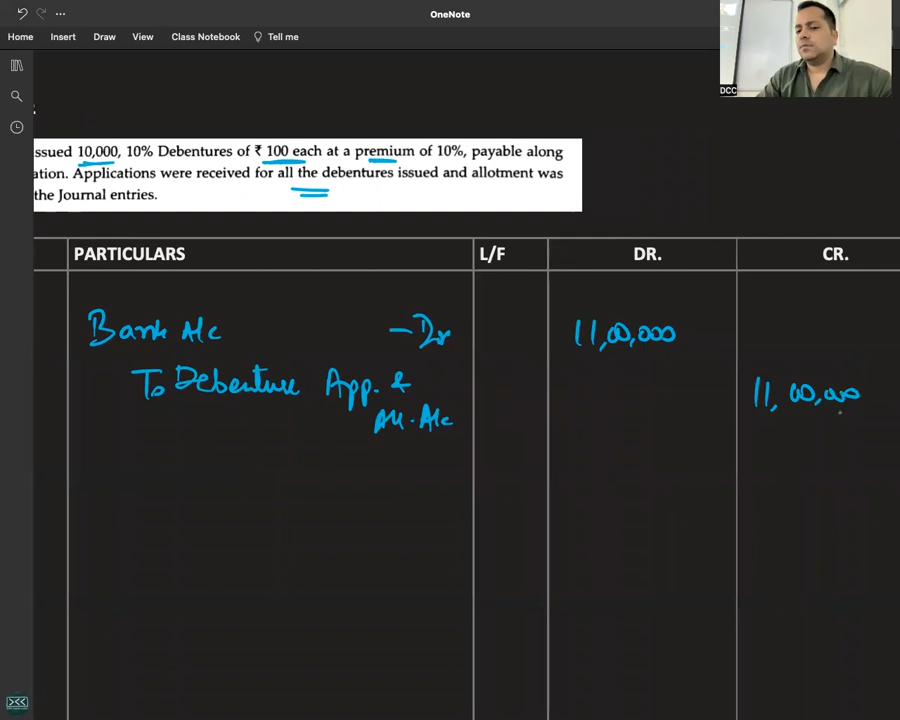 OneNote
Home Insert Draw View Class Notebook Tell me
DCC
ssued 10,000, 10% Debentures of ₹ 100 each at a premium of 10%, payable along
ation. Applications were received for all the debentures issued and allotment was
the Journal entries.
PARTICULARS L/F DR. CR.
Bank A/c — Dr 11,00,000
To Debenture App. & 11,00,000
All. A/c